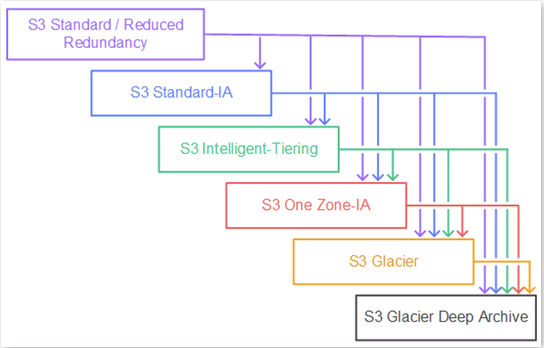 S3 Standard / Reduced
Redundancy
S3 Standard-IA
S3 Intelligent-Tiering
S3 One Zone-IA
S3 Glacier
S3 Glacier Deep Archive